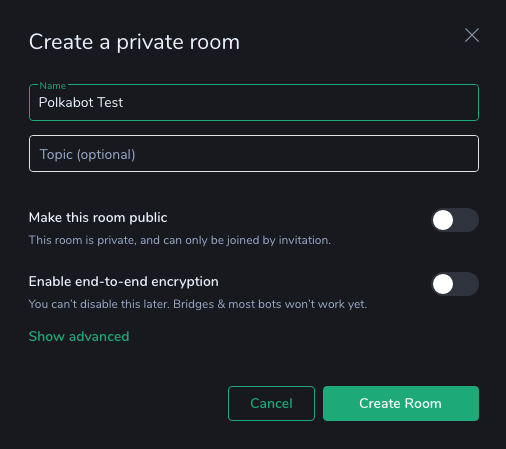 Create a private room
Name
Polkabot Test
Topic (optional)
Make this room public
This room is private, and can only be joined by invitation.
Enable end-to-end encryption
You can’t disable this later. Bridges & most bots won’t work yet.
Show advanced
Cancel
Create Room